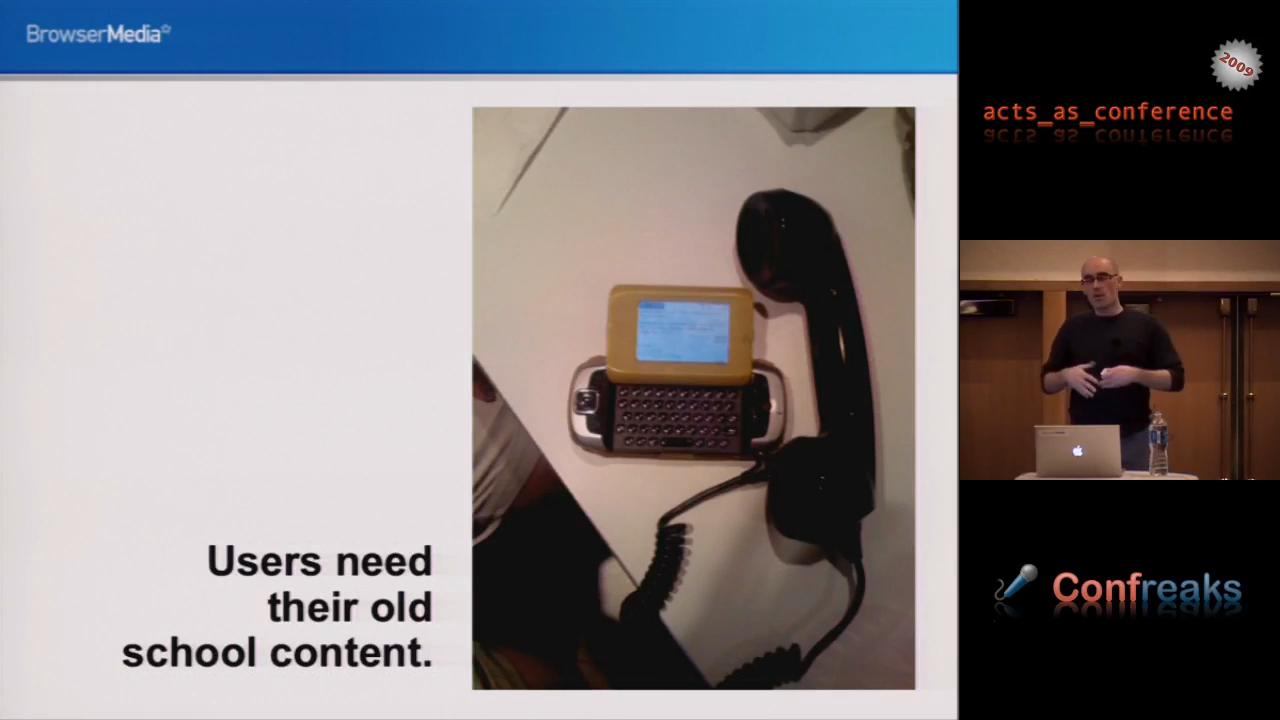 BrowserMedia
Users need
their old
school content.
2009
acts_as_conference
Confreaks